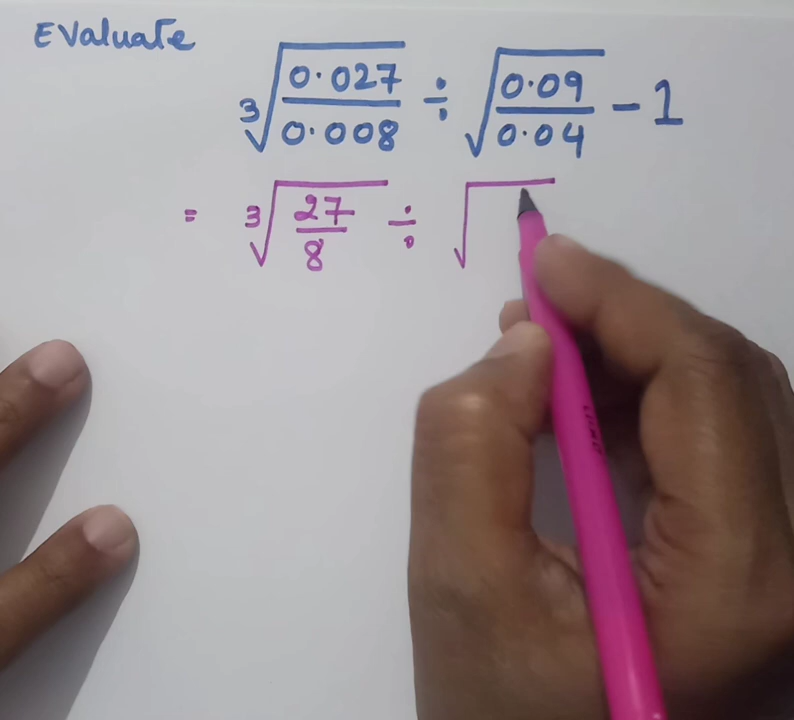 Evaluate
∛(0.027/0.008) ÷ √(0.09/0.04) - 1
= ∛(27/8) ÷ √